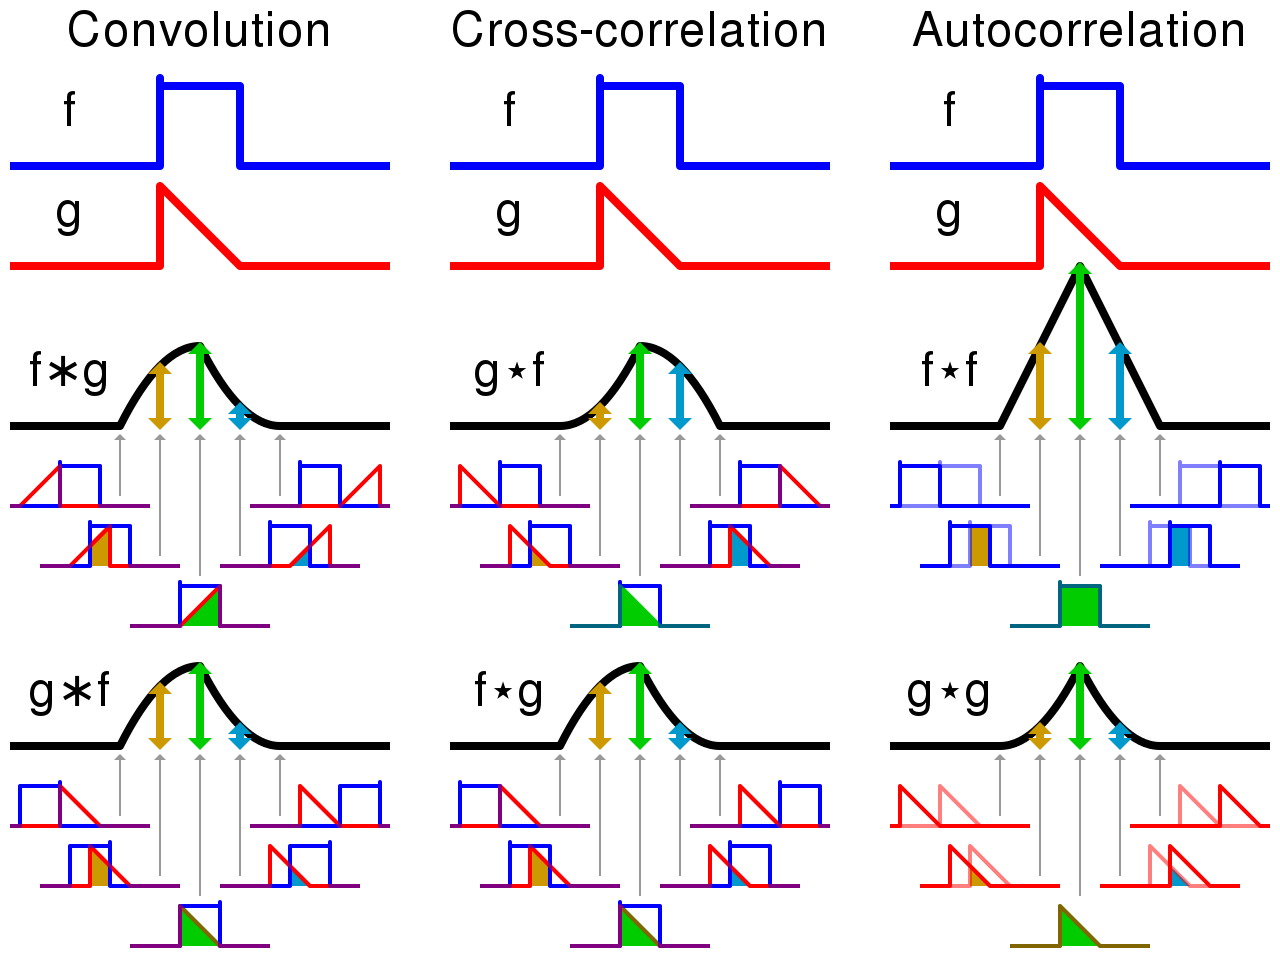 Convolution Cross-correlation Autocorrelation
f f f
g g g
f∗g g⋆f f⋆f
g∗f f⋆g g⋆g